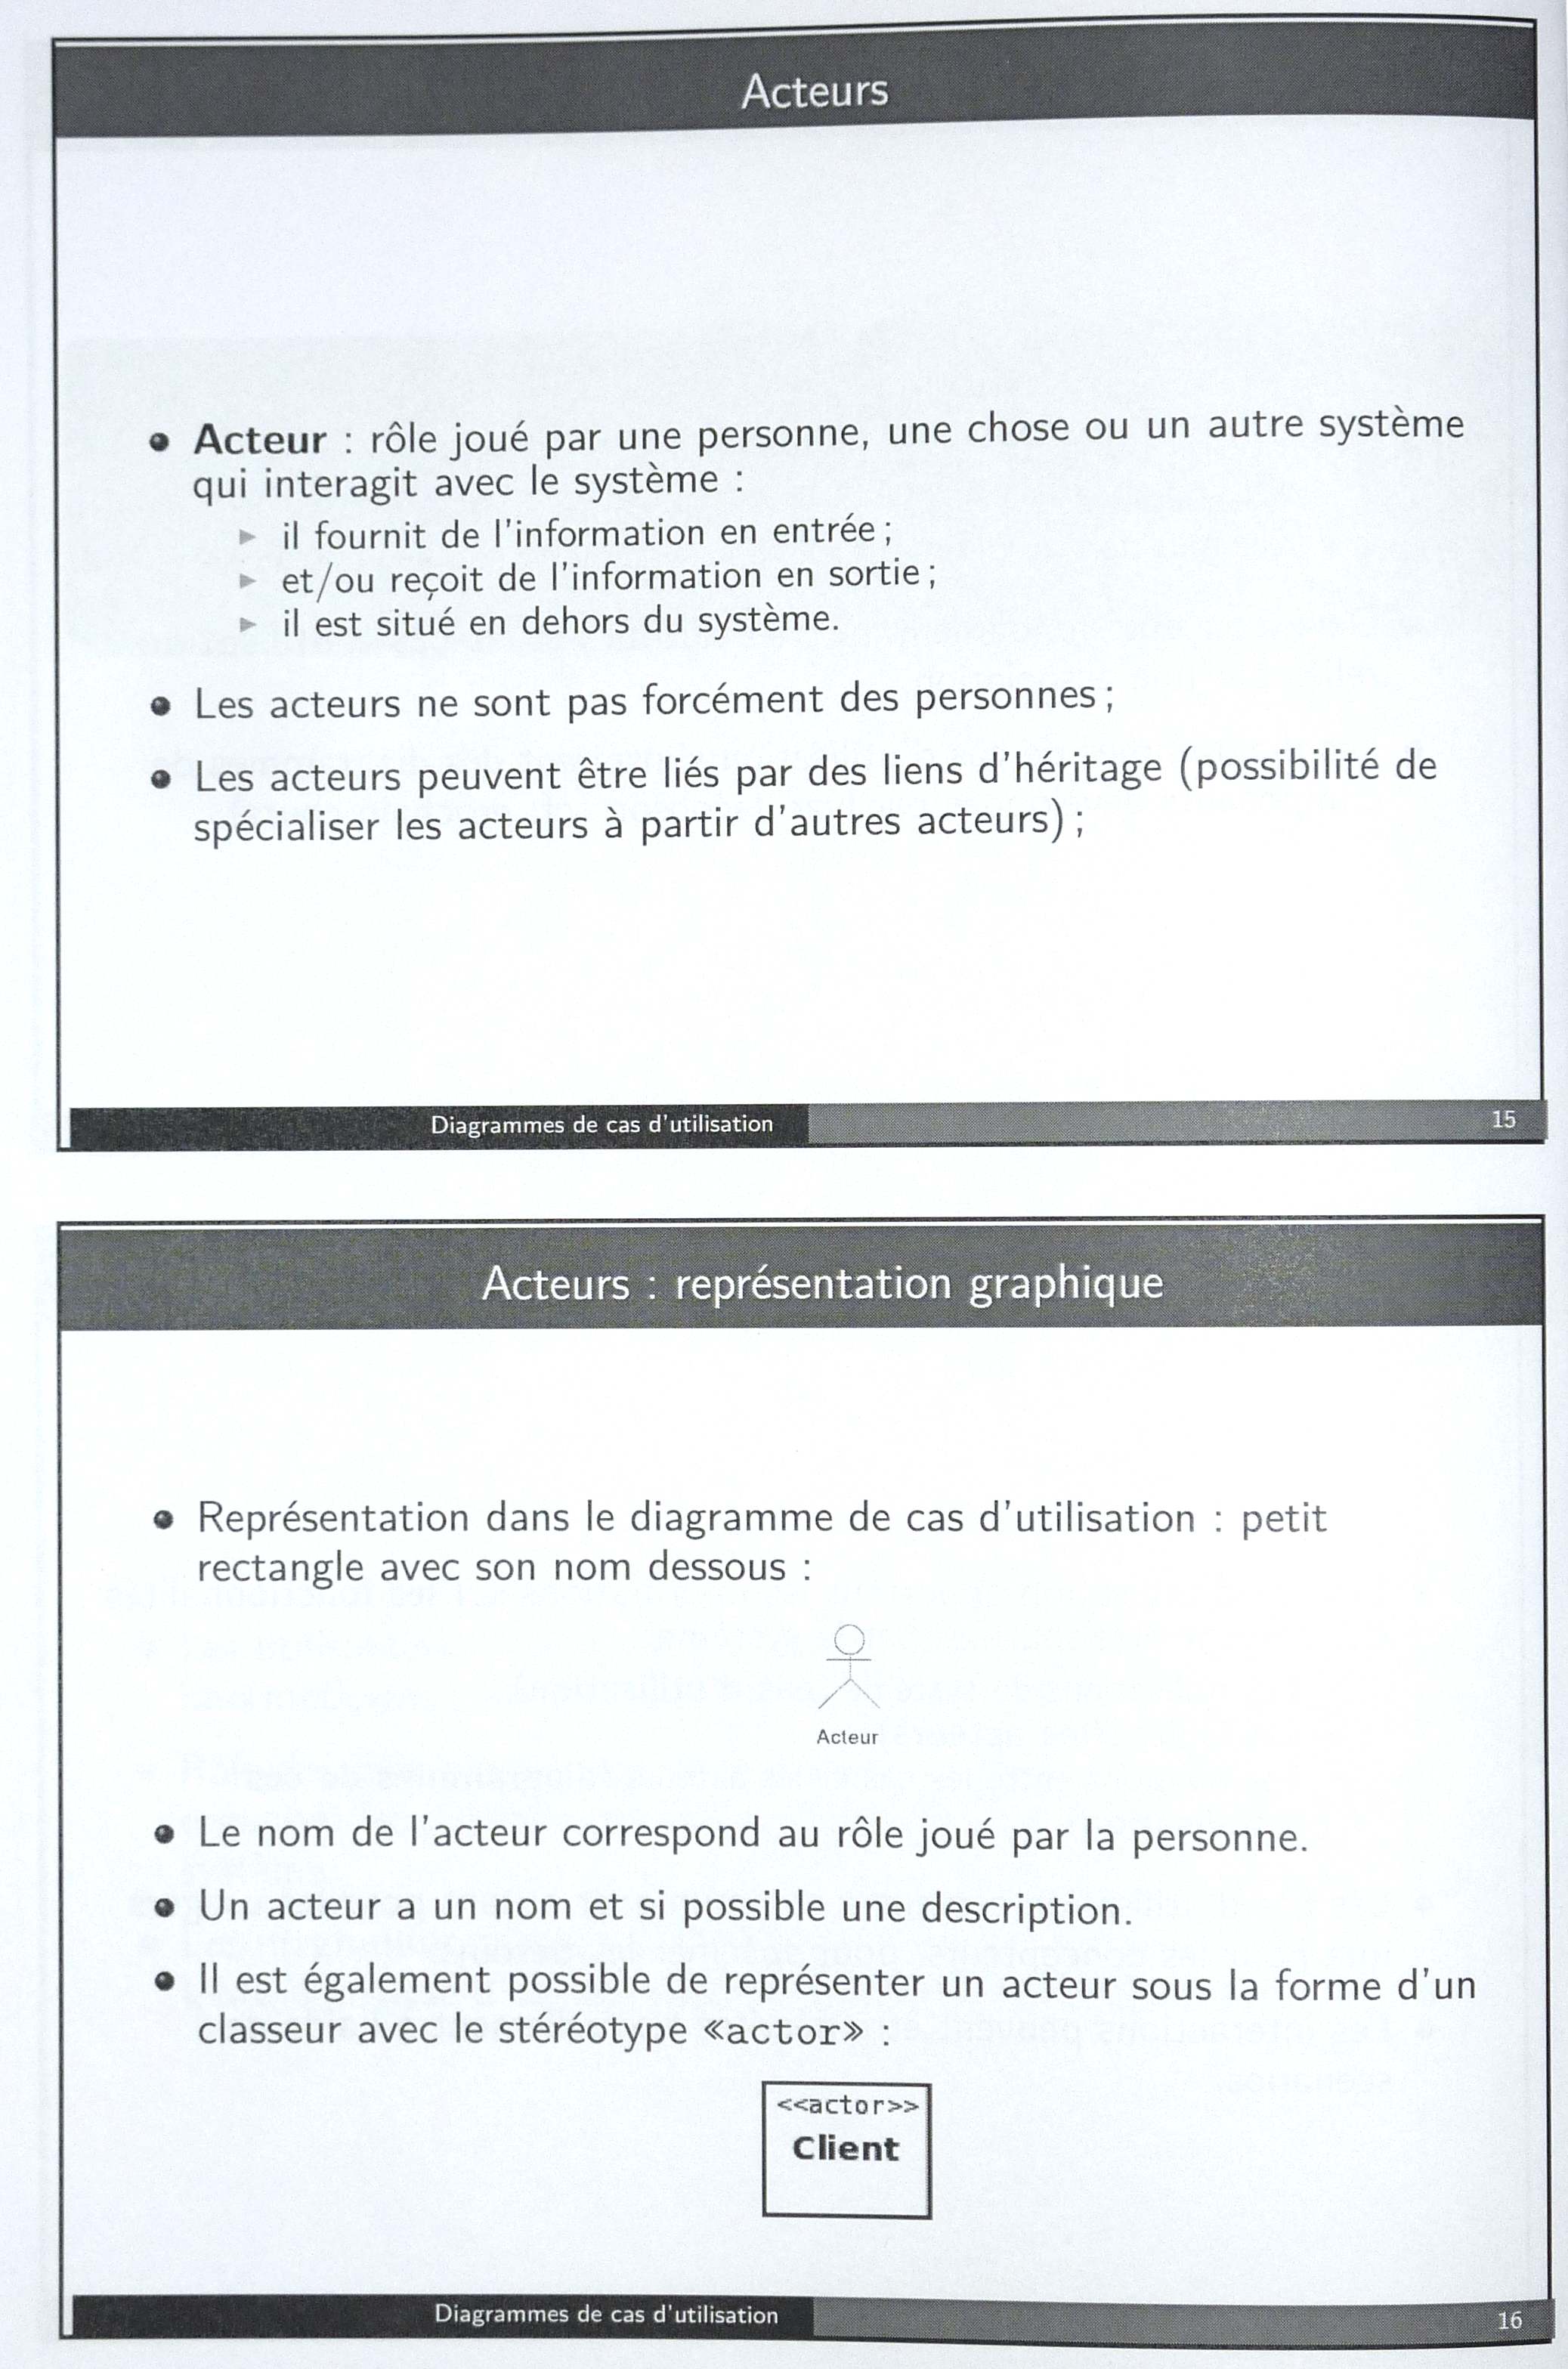 Acteurs
Acteur : rôle joué par une personne, une chose ou un autre système
qui interagit avec le système :
il fournit de l'information en entrée ;
et/ou reçoit de l'information en sortie ;
il est situé en dehors du système.
Les acteurs ne sont pas forcément des personnes ;
Les acteurs peuvent être liés par des liens d'héritage (possibilité de
spécialiser les acteurs à partir d'autres acteurs) ;
Diagrammes de cas d'utilisation
15
Acteurs : représentation graphique
Représentation dans le diagramme de cas d'utilisation : petit
rectangle avec son nom dessous :
Acteur
Le nom de l'acteur correspond au rôle joué par la personne.
Un acteur a un nom et si possible une description.
Il est également possible de représenter un acteur sous la forme d'un
classeur avec le stéréotype «actor» :
<<actor>>
Client
Diagrammes de cas d'utilisation
16